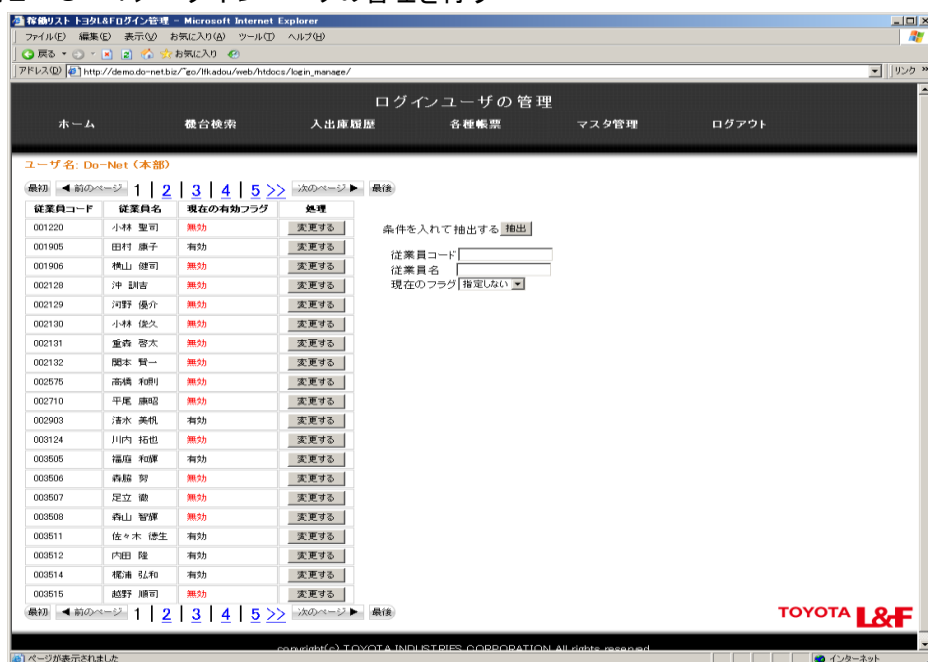 稼働リスト トヨタL&Fログイン管理 - Microsoft Internet Explorer
ファイル(F) 編集(E) 表示(V) お気に入り(A) ツール(T) ヘルプ(H)
戻る お気に入り
アドレス(D) http://demo.do-net.biz/~go/lfkadou/web/htdocs/login_manage/ リンク »
ログインユーザの管理
ホーム 機台検索 入出庫履歴 各種帳票 マスタ管理 ログアウト
ユーザ名: Do-Net (本部)
最初 ◀前のページ 1 | 2 | 3 | 4 | 5 >> 次のページ▶ 最後
従業員コード 従業員名 現在の有効フラグ 処理
001220 小林 聖司 無効 変更する
001905 田村 康子 有効 変更する
001906 横山 健司 無効 変更する
002128 沖 訓吉 無効 変更する
002129 河野 優介 無効 変更する
002130 小林 俊久 無効 変更する
002131 重森 啓太 無効 変更する
002132 関本 賢一 無効 変更する
002575 高橋 和則 無効 変更する
002710 平尾 康昭 無効 変更する
002903 清水 美帆 有効 変更する
003124 川内 拓也 無効 変更する
003505 福庭 和輝 有効 変更する
003506 森脇 努 無効 変更する
003507 足立 徹 無効 変更する
003508 森山 智輝 無効 変更する
003511 佐々木 徳生 有効 変更する
003512 内田 隆 有効 変更する
003514 梶浦 弘和 有効 変更する
003515 越野 順司 無効 変更する
最初 ◀前のページ 1 | 2 | 3 | 4 | 5 >> 次のページ▶ 最後
条件を入れて抽出する 抽出
従業員コード
従業員名
現在のフラグ 指定しない
TOYOTA L&F
copyright(c) TOYOTA INDUSTRIES CORPORATION All rights reserved
ページが表示されました インターネット